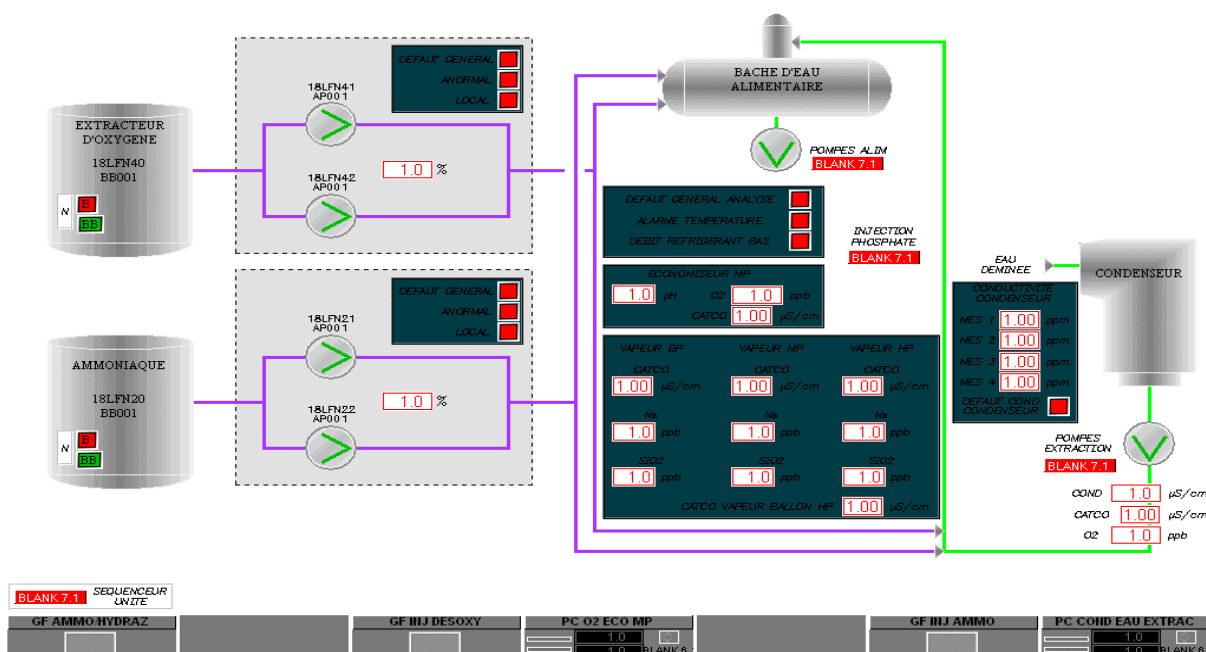 EXTRACTEUR
D'OXYGENE
18LFN40
BB001
N
B
BB
18LFN41
AP001
18LFN42
AP001
1.0 %
DEFAUT GENERAL
ANORMAL
LOCAL
AMMONIAQUE
18LFN20
BB001
N
B
BB
18LFN21
AP001
18LFN22
AP001
1.0 %
DEFAUT GENERAL
ANORMAL
LOCAL
BACHE D'EAU
ALIMENTAIRE
POMPES ALIM
BLANK 7.1
DEFAUT GENERAL ANALYSE
ALARME TEMPERATURE
DEBIT REFRIGERANT BAS
INJECTION
PHOSPHATE
BLANK 7.1
ECONOMISEUR MP
1.0 pH O2 1.0 ppb
CATCO 1.00 µS/cm
VAPEUR BP VAPEUR MP VAPEUR HP
CATCO CATCO CATCO
1.00 µS/cm 1.00 µS/cm 1.00 µS/cm
Na Na Na
1.0 ppb 1.0 ppb 1.0 ppb
SiO2 SiO2 SiO2
1.0 ppb 1.0 ppb 1.0 ppb
CATCO VAPEUR BALLON HP 1.00 µS/cm
EAU
DEMINEE
CONDENSEUR
CONDUCTIVITE
CONDENSEUR
MES 1 1.00 ppm
MES 2 1.00 ppm
MES 3 1.00 ppm
MES 4 1.00 ppm
DEFAUT COND
CONDENSEUR
POMPES
EXTRACTION
BLANK 7.1
COND 1.0 µS/cm
CATCO 1.00 µS/cm
O2 1.0 ppb
BLANK 7.1
SEQUENCEUR
UNITE
GF AMMO/HYDRAZ
GF INJ DESOXY
PC O2 ECO MP
1.0
1.0 BLANK 6
GF INJ AMMO
PC COND EAU EXTRAC
1.0
1.0 BLANK 6